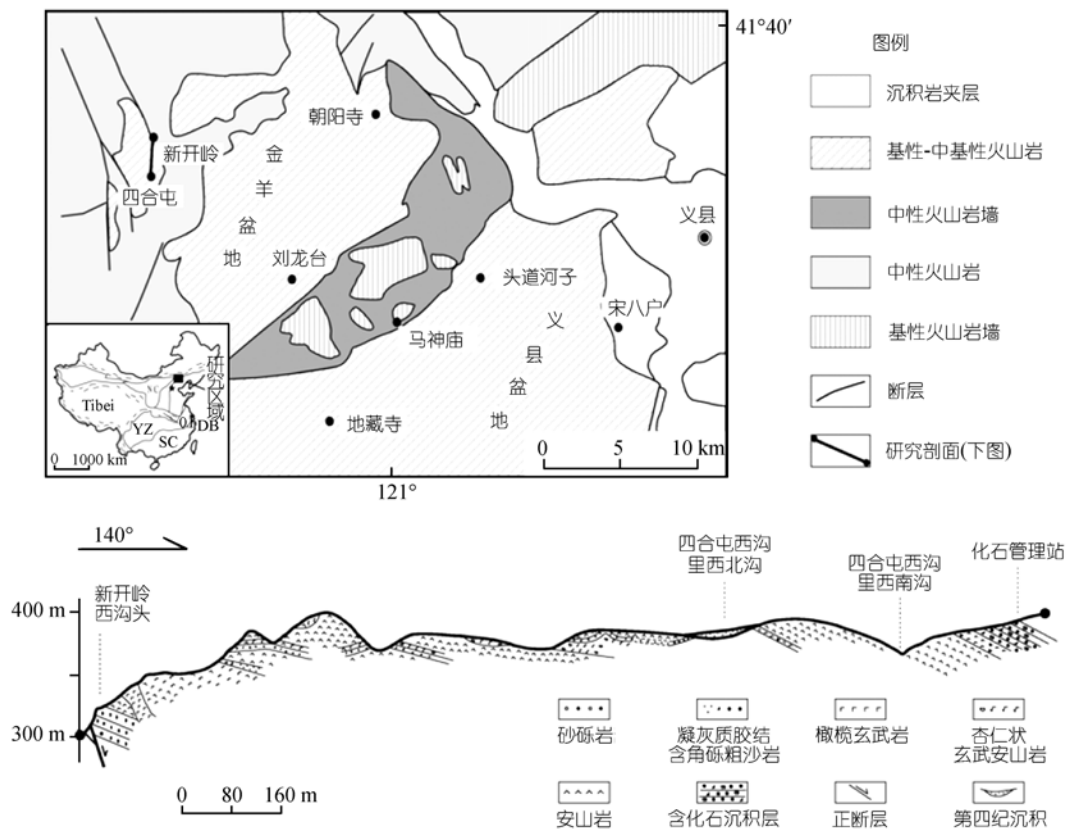 41°40′
图例
沉积岩夹层
基性-中基性火山岩
中性火山岩墙
中性火山岩
基性火山岩墙
断层
研究剖面(下图)
朝阳寺
新开岭
四合屯
金羊盆地
刘龙台
义县
头道河子
宋八户
马神庙
义县盆地
地藏寺
研究区域
Tibei
YZ
DB
SC
0 1000 km
0 5 10 km
121°
140°
新开岭
西沟头
四合屯西沟
里西北沟
四合屯西沟
里西南沟
化石管理站
400 m
300 m
0 80 160 m
砂砾岩
凝灰质胶结
含角砾粗沙岩
橄榄玄武岩
杏仁状
玄武安山岩
安山岩
含化石沉积层
正断层
第四纪沉积